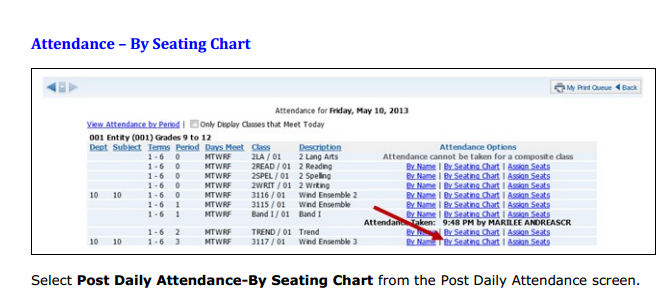 Attendance – By Seating Chart
My Print Queue Back
Attendance for Friday, May 10, 2013
View Attendance by Period | Only Display Classes that Meet Today
001 Entity (001) Grades 9 to 12
Dept Subject Terms Period Days Meet Class Description Attendance Options
1 - 6 0 MTWRF 2LA / 01 2 Lang Arts Attendance cannot be taken for a composite class
1 - 6 0 MTWRF 2READ / 01 2 Reading By Name | By Seating Chart | Assign Seats
1 - 6 0 MTWRF 2SPEL / 01 2 Spelling By Name | By Seating Chart | Assign Seats
1 - 6 0 MTWRF 2WRIT / 01 2 Writing By Name | By Seating Chart | Assign Seats
10 10 1 - 6 0 MTWRF 3116 / 01 Wind Ensemble 2 By Name | By Seating Chart | Assign Seats
1 - 6 1 MTWRF 3115 / 01 Wind Ensemble By Name | By Seating Chart | Assign Seats
1 - 6 1 MTWRF Band I / 01 Band I By Name | By Seating Chart | Assign Seats
Attendance Taken: 9:48 PM by MARILEE ANDREASCR
1 - 6 2 MTWRF TREND / 01 Trend By Name | By Seating Chart | Assign Seats
10 10 1 - 6 3 MTWRF 3117 / 01 Wind Ensemble 3 By Name | By Seating Chart | Assign Seats
Select Post Daily Attendance-By Seating Chart from the Post Daily Attendance screen.